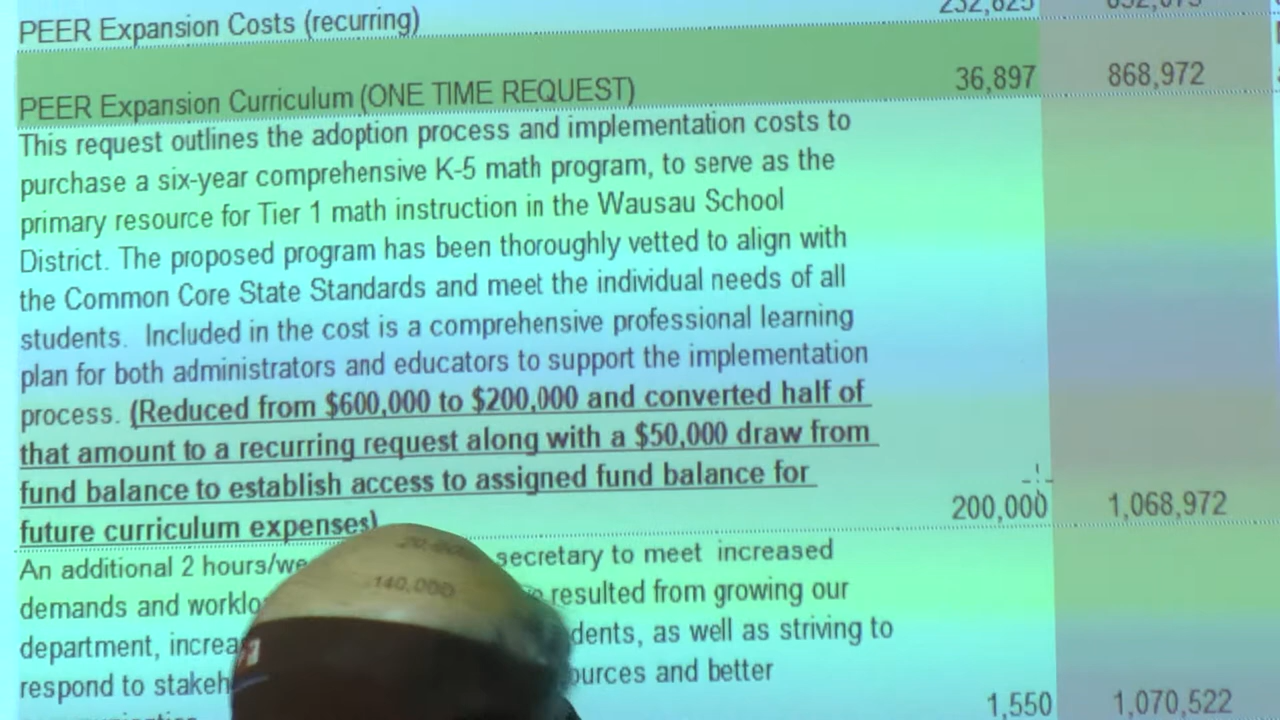 PEER Expansion Costs (recurring)
PEER Expansion Curriculum (ONE TIME REQUEST) 36,897 868,972
This request outlines the adoption process and implementation costs to
purchase a six-year comprehensive K-5 math program, to serve as the
primary resource for Tier 1 math instruction in the Wausau School
District. The proposed program has been thoroughly vetted to align with
the Common Core State Standards and meet the individual needs of all
students. Included in the cost is a comprehensive professional learning
plan for both administrators and educators to support the implementation
process. (Reduced from $600,000 to $200,000 and converted half of
that amount to a recurring request along with a $50,000 draw from
fund balance to establish access to assigned fund balance for
future curriculum expenses) 200,000 1,068,972
An additional 2 hours/we secretary to meet increased
140,000
demands and worklo resulted from growing our
department, increa dents, as well as striving to
respond to stakeh ources and better
1,550 1,070,522